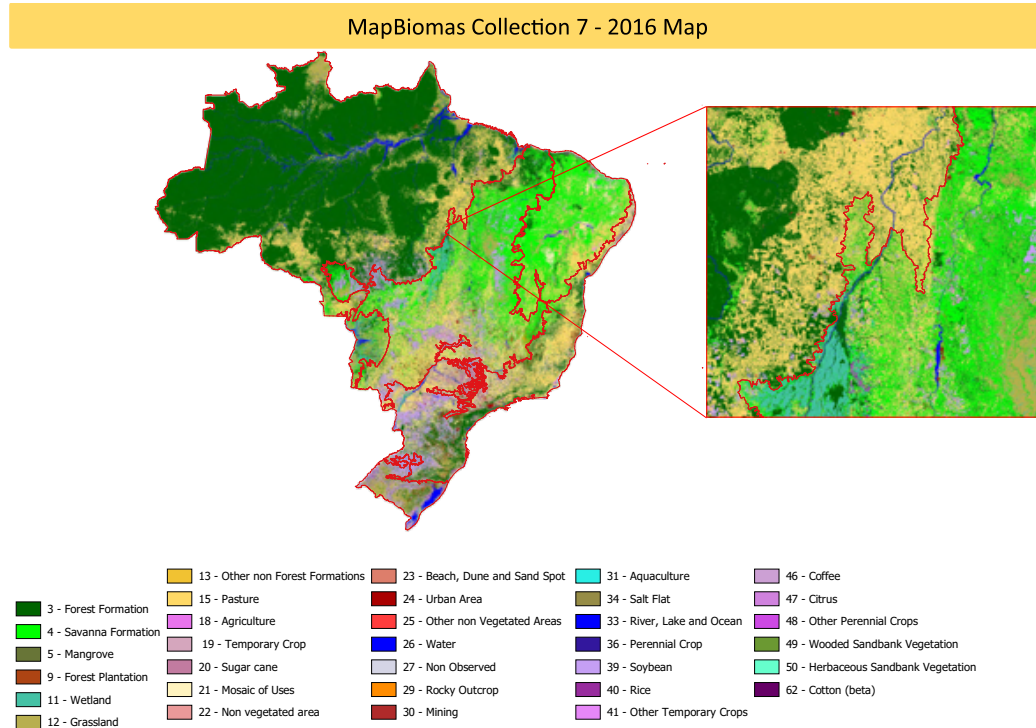 MapBiomas Collection 7 - 2016 Map
3 - Forest Formation
4 - Savanna Formation
5 - Mangrove
9 - Forest Plantation
11 - Wetland
12 - Grassland
13 - Other non Forest Formations
15 - Pasture
18 - Agriculture
19 - Temporary Crop
20 - Sugar cane
21 - Mosaic of Uses
22 - Non vegetated area
23 - Beach, Dune and Sand Spot
24 - Urban Area
25 - Other non Vegetated Areas
26 - Water
27 - Non Observed
29 - Rocky Outcrop
30 - Mining
31 - Aquaculture
34 - Salt Flat
33 - River, Lake and Ocean
36 - Perennial Crop
39 - Soybean
40 - Rice
41 - Other Temporary Crops
46 - Coffee
47 - Citrus
48 - Other Perennial Crops
49 - Wooded Sandbank Vegetation
50 - Herbaceous Sandbank Vegetation
62 - Cotton (beta)